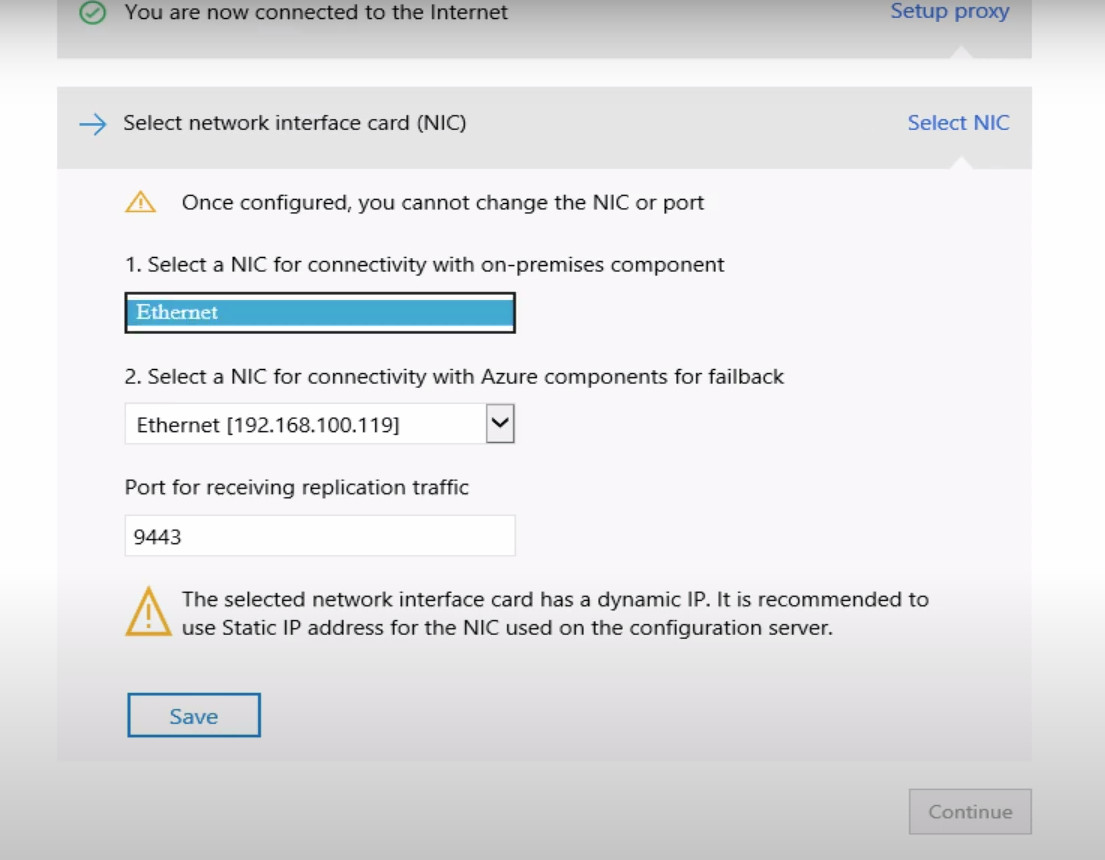 You are now connected to the Internet
Setup proxy
Select network interface card (NIC)
Select NIC
Once configured, you cannot change the NIC or port
1. Select a NIC for connectivity with on-premises component
Ethernet
2. Select a NIC for connectivity with Azure components for failback
Ethernet [192.168.100.119]
Port for receiving replication traffic
9443
The selected network interface card has a dynamic IP. It is recommended to
use Static IP address for the NIC used on the configuration server.
Save
Continue